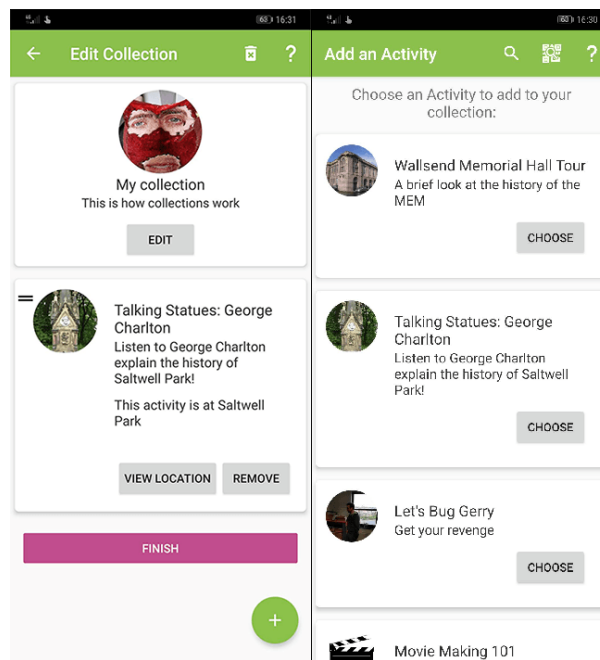 16:31
Edit Collection
?
My collection
This is how collections work
EDIT
Talking Statues: George
Charlton
Listen to George Charlton
explain the history of
Saltwell Park!
This activity is at Saltwell
Park
VIEW LOCATION REMOVE
FINISH
+
16:30
Add an Activity
?
Choose an Activity to add to your
collection:
Wallsend Memorial Hall Tour
A brief look at the history of the
MEM
CHOOSE
Talking Statues: George
Charlton
Listen to George Charlton
explain the history of Saltwell
Park!
CHOOSE
Let's Bug Gerry
Get your revenge
CHOOSE
Movie Making 101